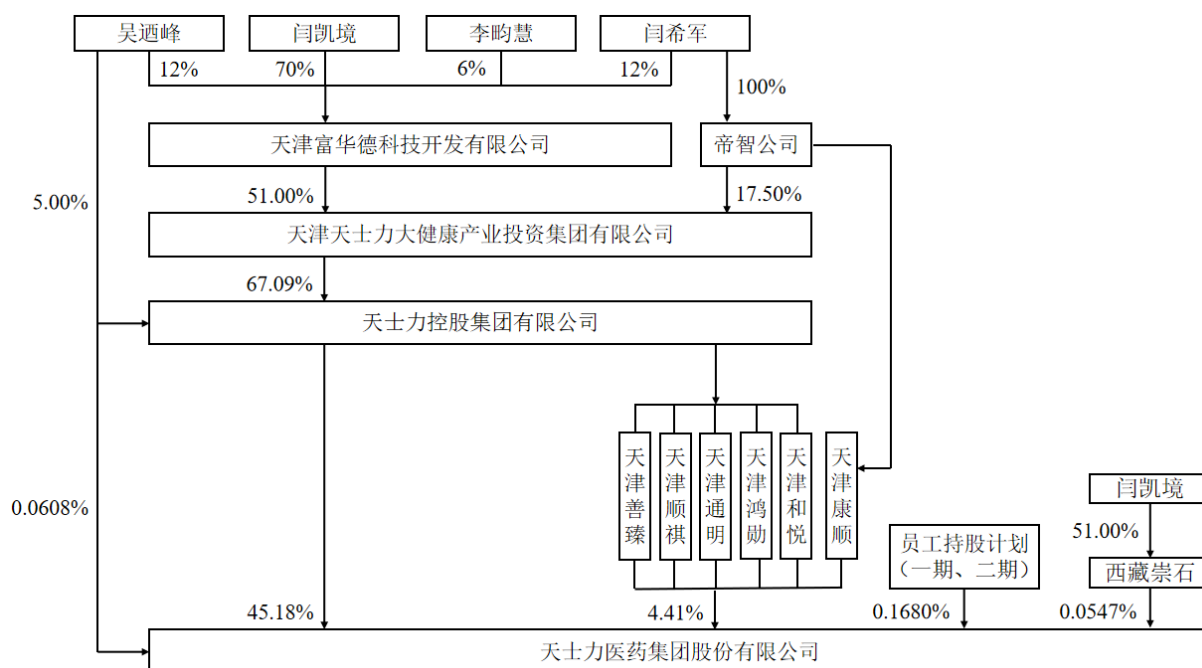 吴迺峰
闫凯境
李畇慧
闫希军
12%
70%
6%
12%
100%
天津富华德科技开发有限公司
帝智公司
5.00%
51.00%
17.50%
天津天士力大健康产业投资集团有限公司
67.09%
天士力控股集团有限公司
天津善臻
天津顺祺
天津通明
天津鸿勋
天津和悦
天津康顺
闫凯境
0.0608%
员工持股计划
（一期、二期）
51.00%
西藏崇石
45.18%
4.41%
0.1680%
0.0547%
天士力医药集团股份有限公司